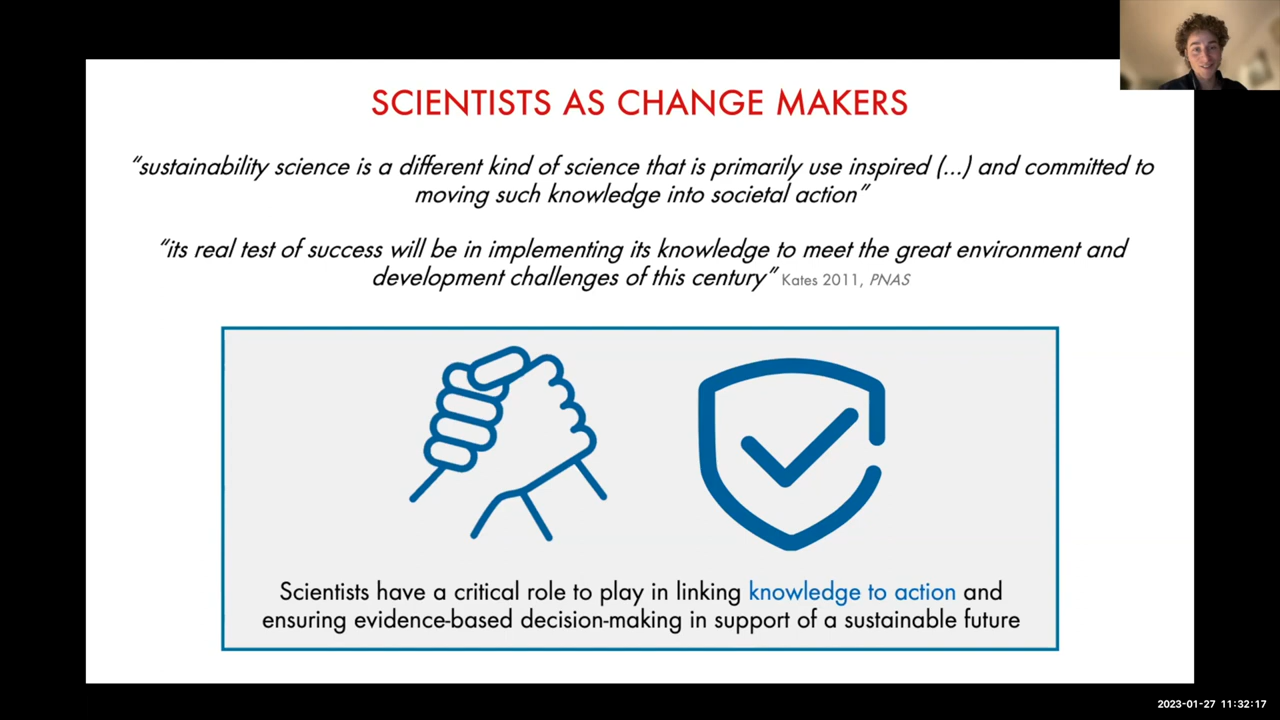 SCIENTISTS AS CHANGE MAKERS
“sustainability science is a different kind of science that is primarily use inspired (...) and committed to
moving such knowledge into societal action”
“its real test of success will be in implementing its knowledge to meet the great environment and
development challenges of this century” Kates 2011, PNAS
Scientists have a critical role to play in linking knowledge to action and
ensuring evidence-based decision-making in support of a sustainable future
2023-01-27 11:32:17